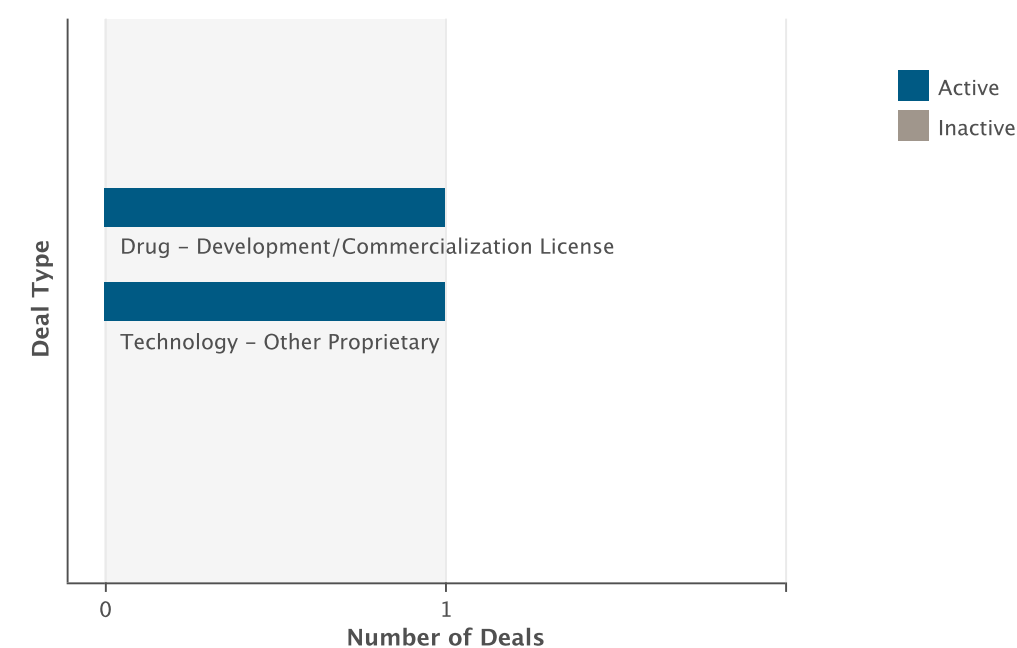 Active
Inactive
Drug – Development/Commercialization License
Technology – Other Proprietary
Deal Type
0
1
Number of Deals